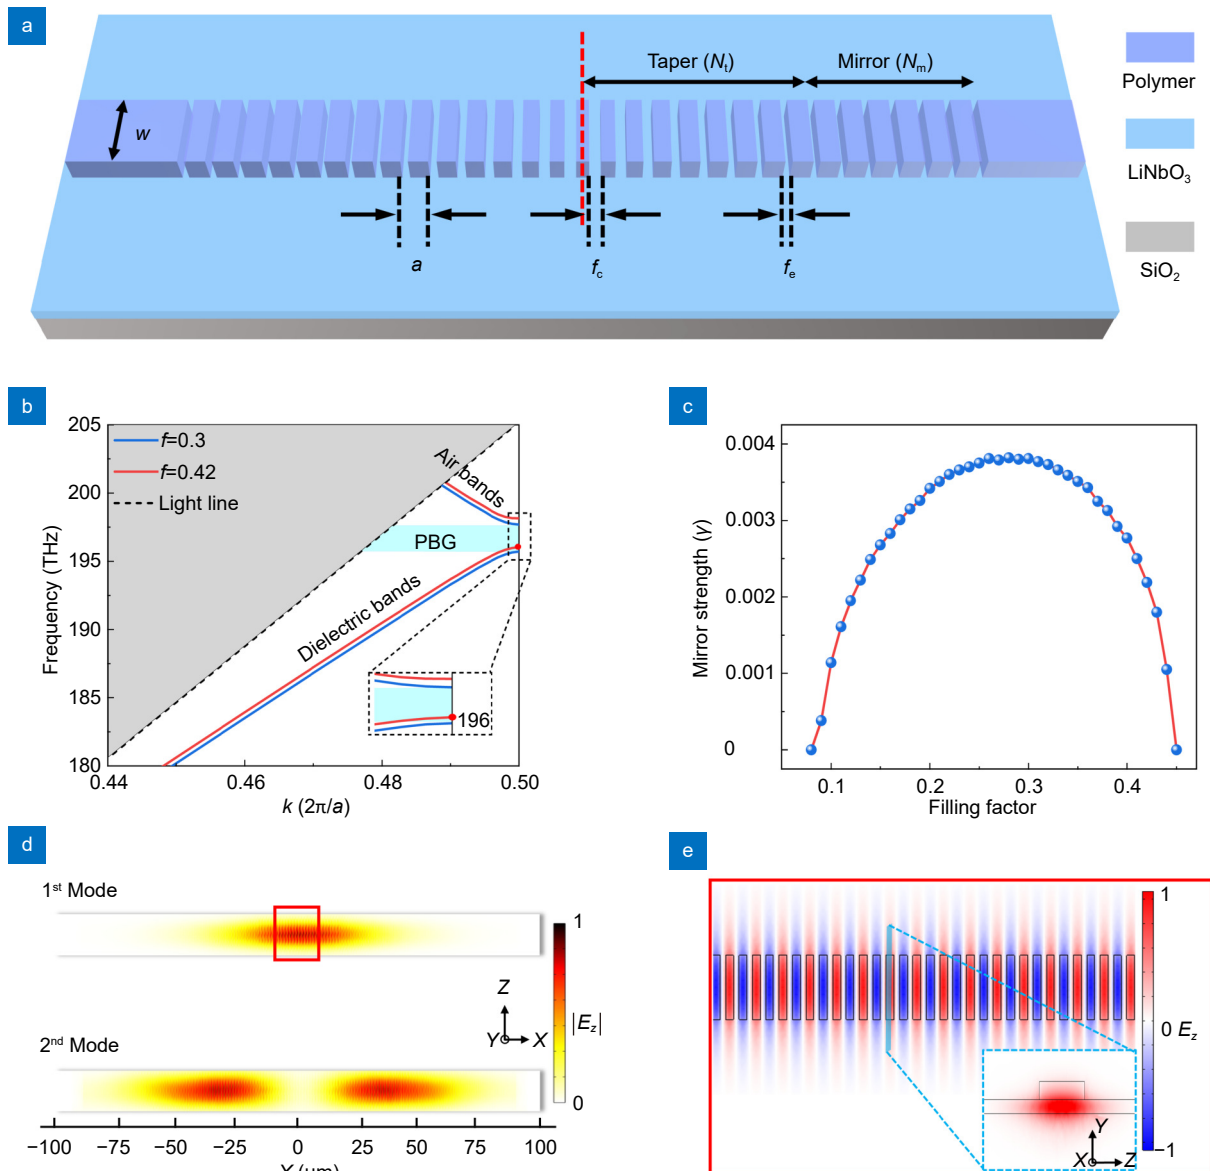 a
Taper (Nt)
Mirror (Nm)
w
a
fc
fe
Polymer
LiNbO3
SiO2
b
205
200
195
190
185
180
Frequency (THz)
f=0.3
f=0.42
Light line
Air bands
PBG
Dielectric bands
196
0.44
0.46
0.48
0.50
k (2π/a)
c
0.004
0.003
0.002
0.001
0
Mirror strength (γ)
0.1
0.2
0.3
0.4
Filling factor
d
1st Mode
2nd Mode
Z
Y
X
1
|Ez|
0
−100
−75
−50
−25
0
25
50
75
100
X (μm)
e
1
0
Ez
−1
Y
X
Z